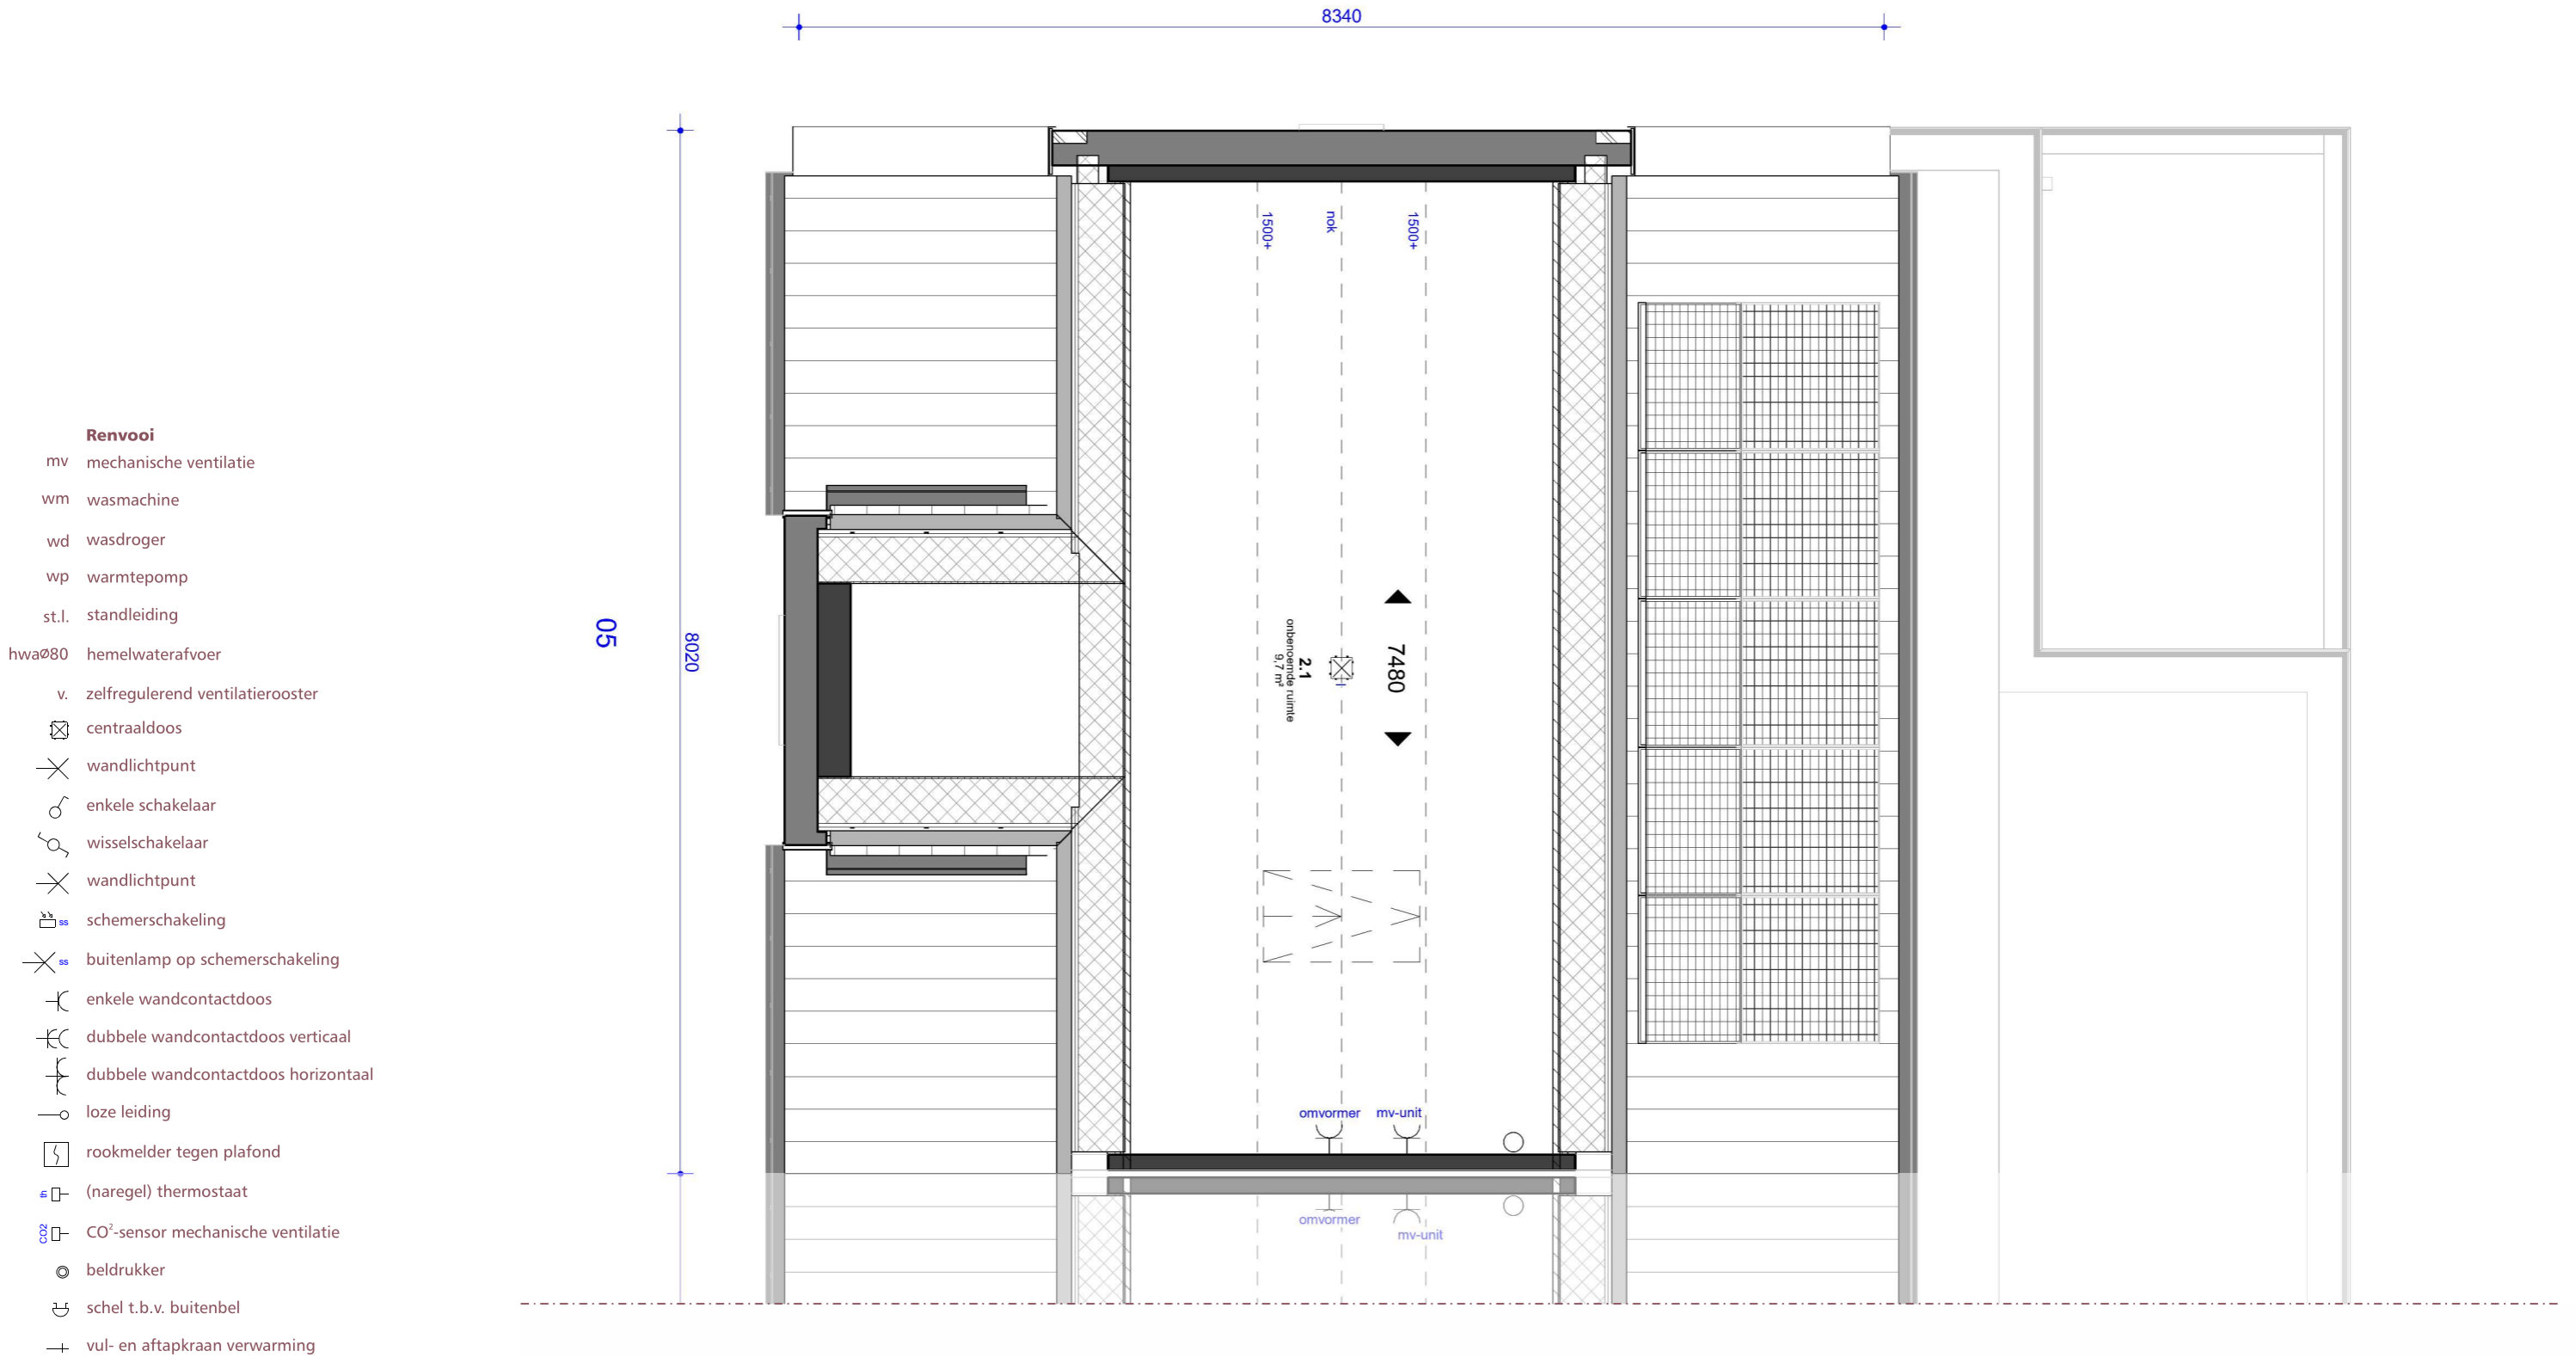 8340
Renvooi
mv mechanische ventilatie
wm wasmachine
wd wasdroger
wp warmtepomp
st.l. standleiding
hwaø80 hemelwaterafvoer
v. zelfregulerend ventilatierooster
centraaldoos
wandlichtpunt
enkele schakelaar
wisselschakelaar
wandlichtpunt
ss schemerschakeling
ss buitenlamp op schemerschakeling
enkele wandcontactdoos
dubbele wandcontactdoos verticaal
dubbele wandcontactdoos horizontaal
loze leiding
rookmelder tegen plafond
th (naregel) thermostaat
CO2 CO²-sensor mechanische ventilatie
beldrukker
schel t.b.v. buitenbel
vul- en aftapkraan verwarming
05
8020
1500+
nok
1500+
2.1
onbenoemde ruimte
9,7 m²
7480
omvormer mv-unit
omvormer
mv-unit